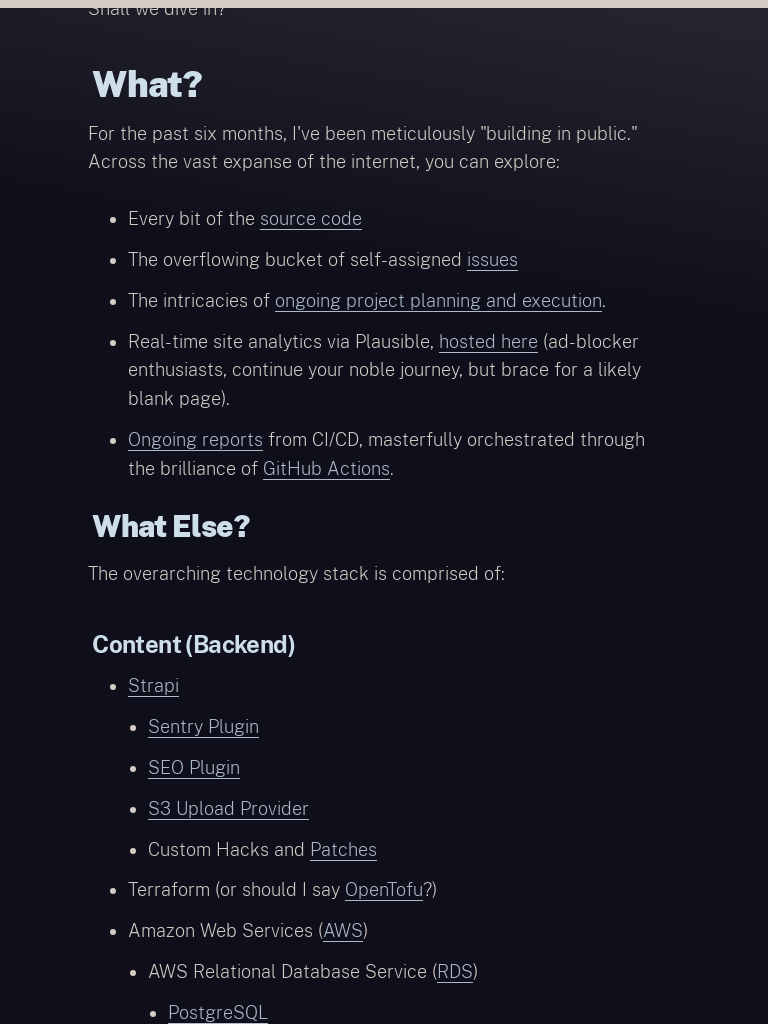 Shall we dive in?
What?
For the past six months, I've been meticulously "building in public."
Across the vast expanse of the internet, you can explore:
Every bit of the source code
The overflowing bucket of self-assigned issues
The intricacies of ongoing project planning and execution.
Real-time site analytics via Plausible, hosted here (ad-blocker
enthusiasts, continue your noble journey, but brace for a likely
blank page).
Ongoing reports from CI/CD, masterfully orchestrated through
the brilliance of GitHub Actions.
What Else?
The overarching technology stack is comprised of:
Content (Backend)
Strapi
Sentry Plugin
SEO Plugin
S3 Upload Provider
Custom Hacks and Patches
Terraform (or should I say OpenTofu?)
Amazon Web Services (AWS)
AWS Relational Database Service (RDS)
PostgreSQL